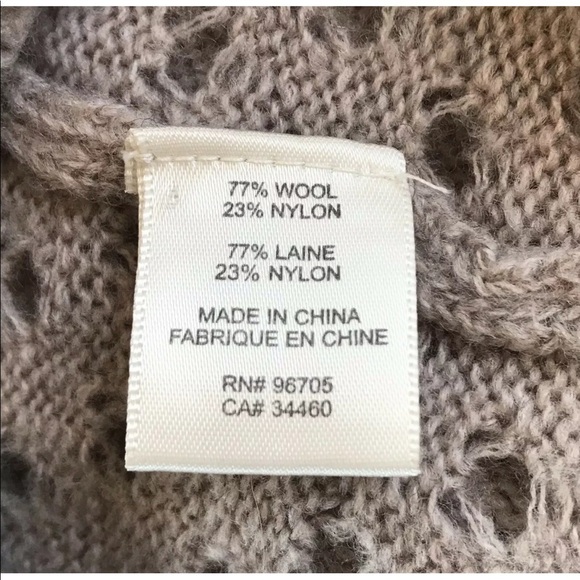 77% WOOL
23% NYLON
77% LAINE
23% NYLON
MADE IN CHINA
FABRIQUE EN CHINE
RN# 96705
CA# 34460